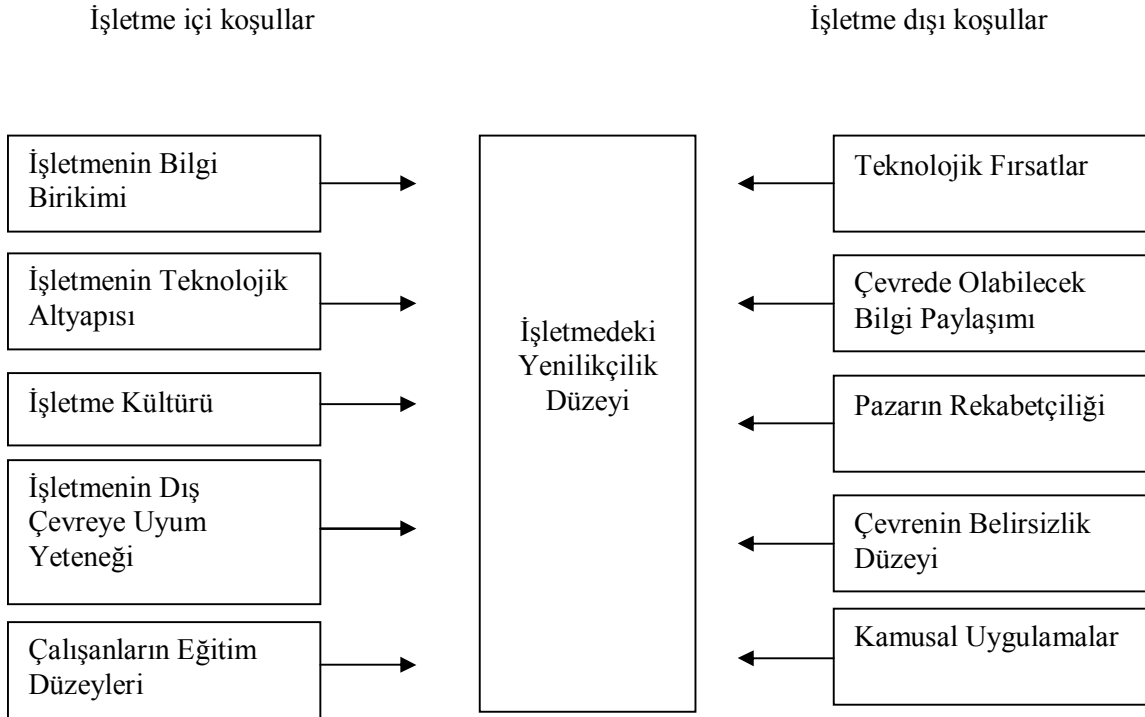 İşletme içi koşullar
İşletme dışı koşullar
İşletmenin Bilgi
Birikimi
İşletmenin Teknolojik
Altyapısı
İşletme Kültürü
İşletmenin Dış
Çevreye Uyum
Yeteneği
Çalışanların Eğitim
Düzeyleri
İşletmedeki
Yenilikçilik
Düzeyi
Teknolojik Fırsatlar
Çevrede Olabilecek
Bilgi Paylaşımı
Pazarın Rekabetçiliği
Çevrenin Belirsizlik
Düzeyi
Kamusal Uygulamalar